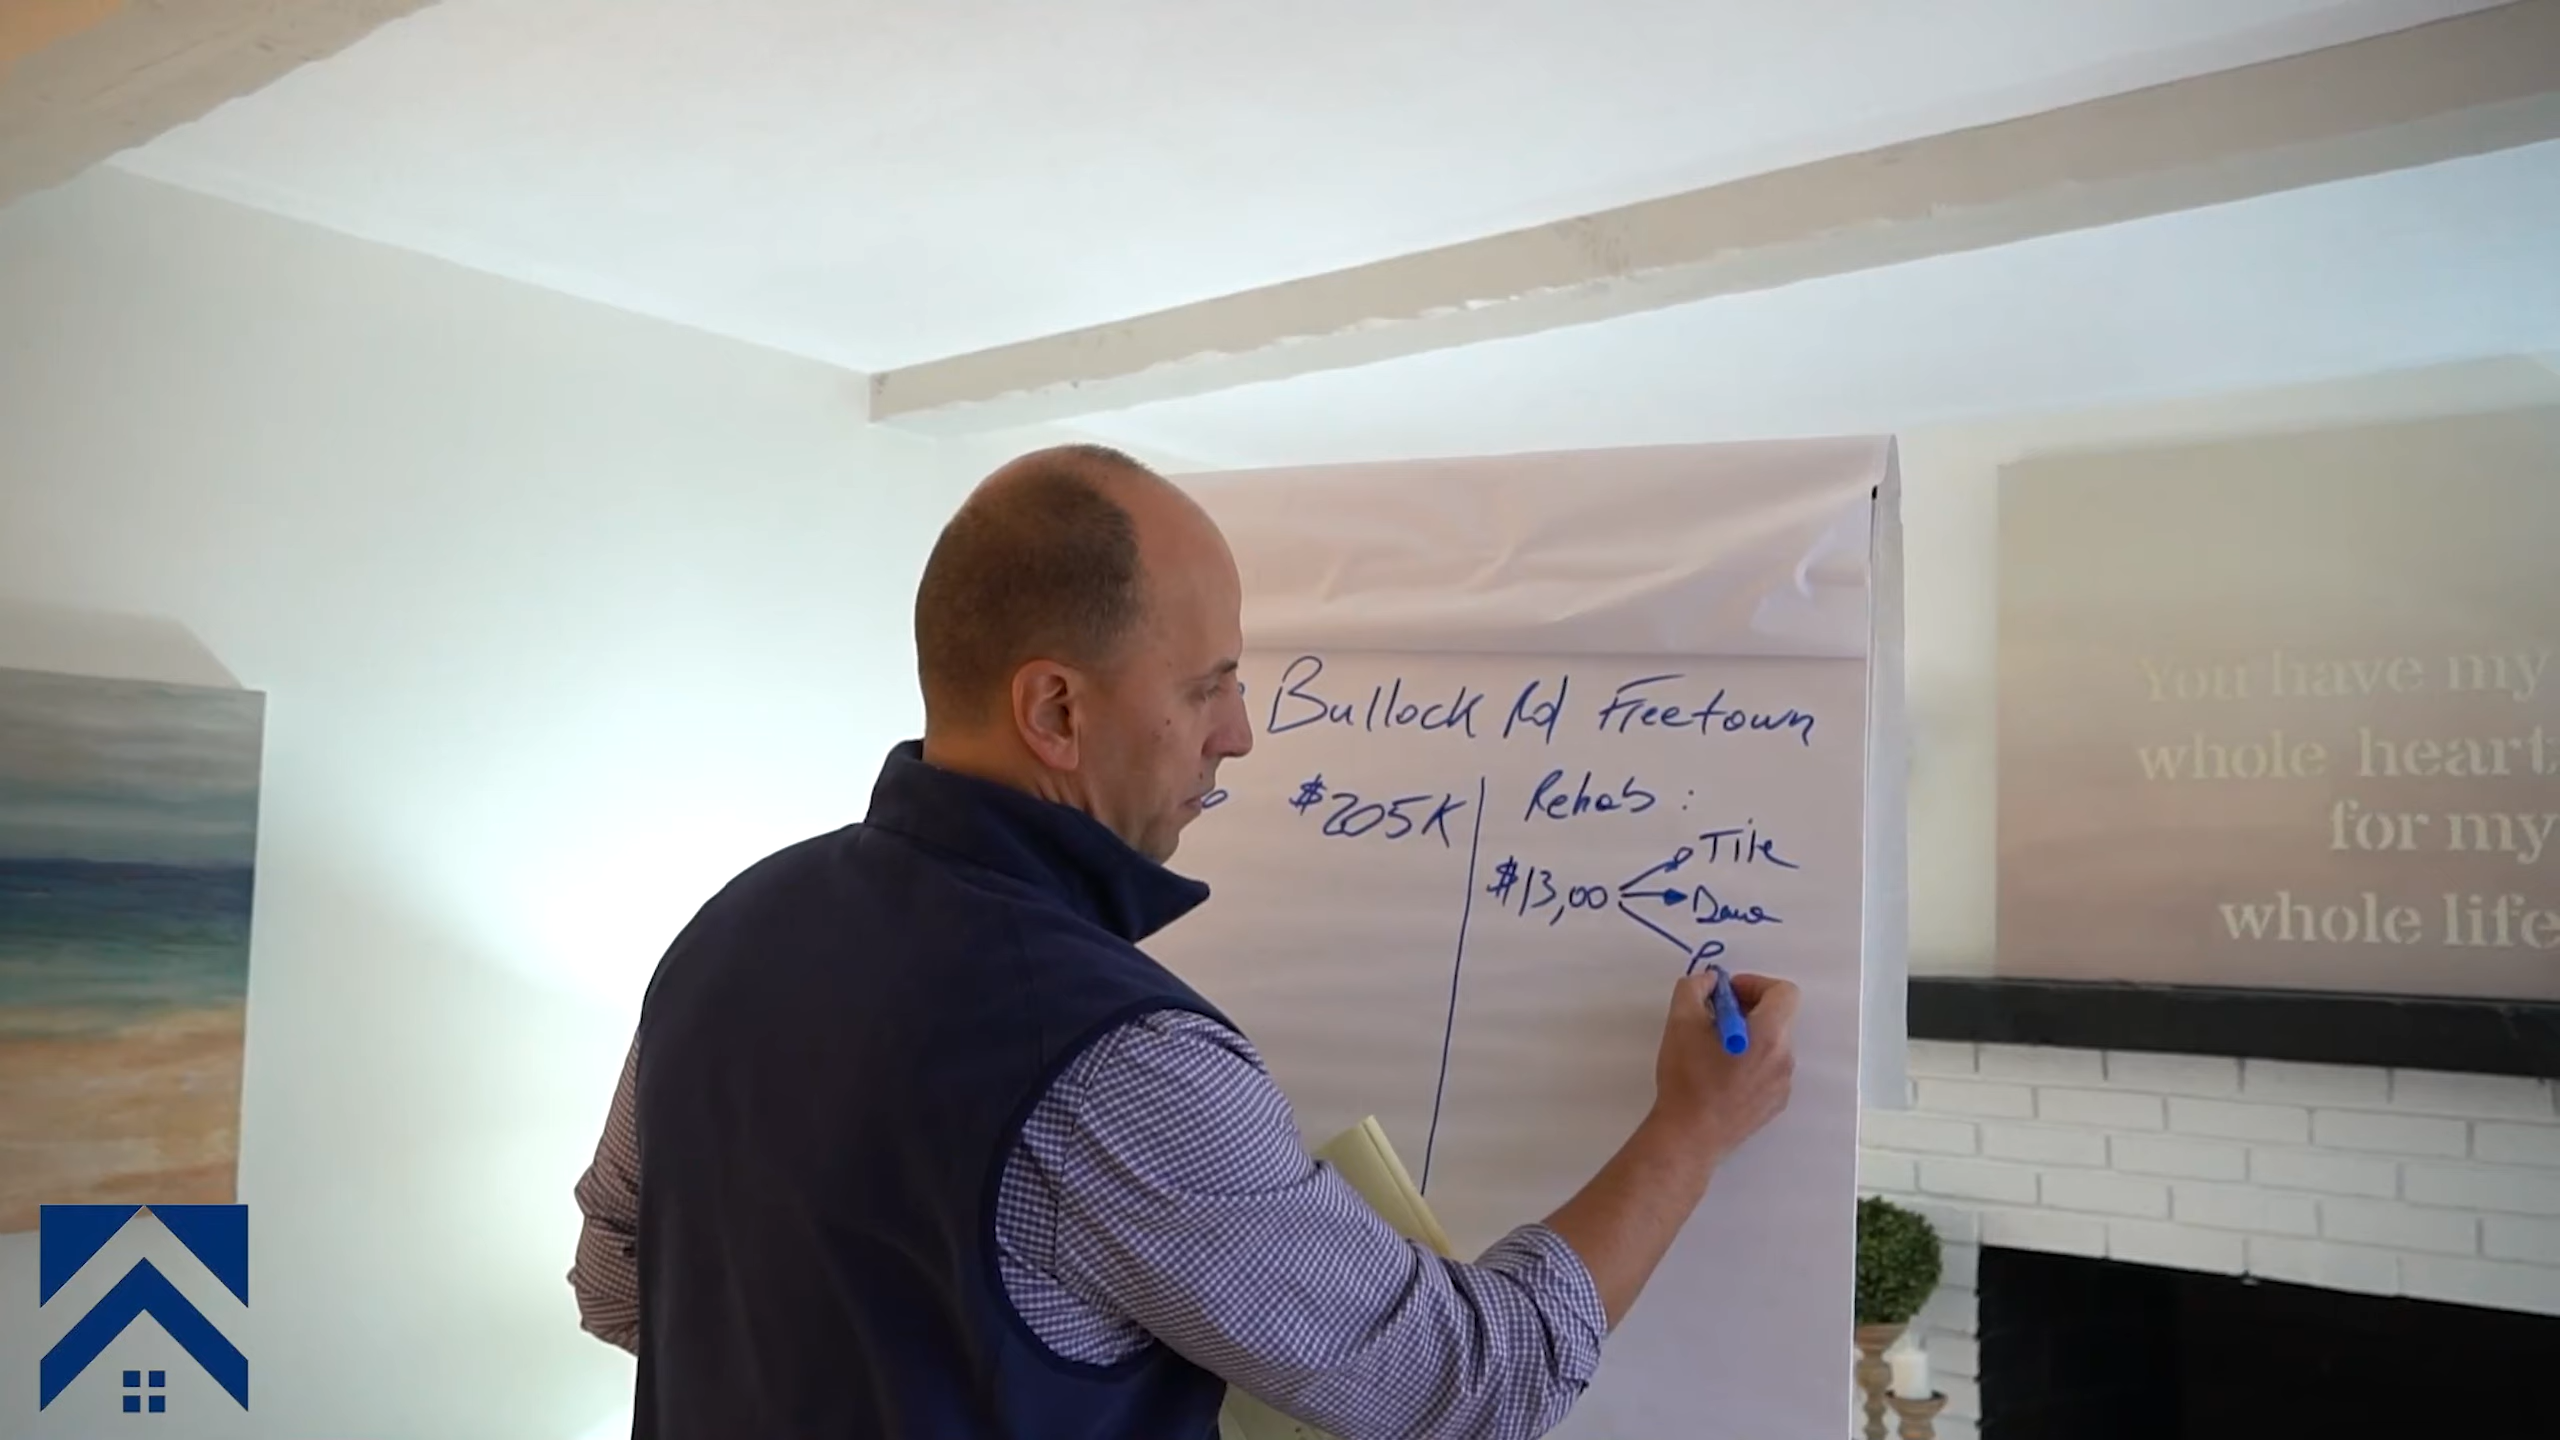 Bullock Rd Freetown
$205K
Rehab:
$13,00
Tile
You have my
whole heart
for my
whole life